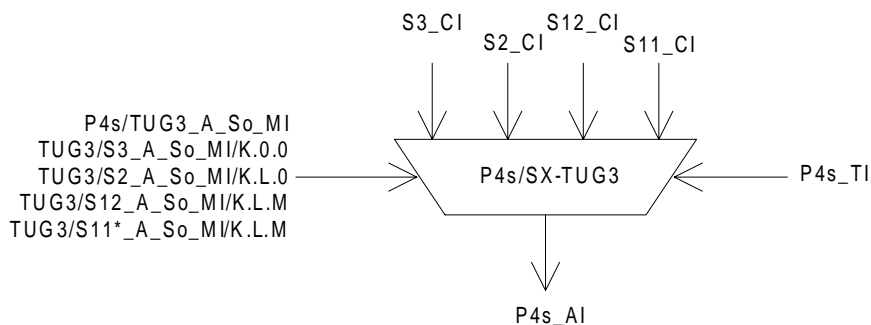 S3_CI
S12_CI
S2_CI
S11_CI
P4s/TUG3_A_So_MI
TUG3/S3_A_So_MI/K.0.0
TUG3/S2_A_So_MI/K.L.0
TUG3/S12_A_So_MI/K.L.M
TUG3/S11*_A_So_MI/K.L.M
P4s/SX-TUG3
P4s_TI
P4s_AI